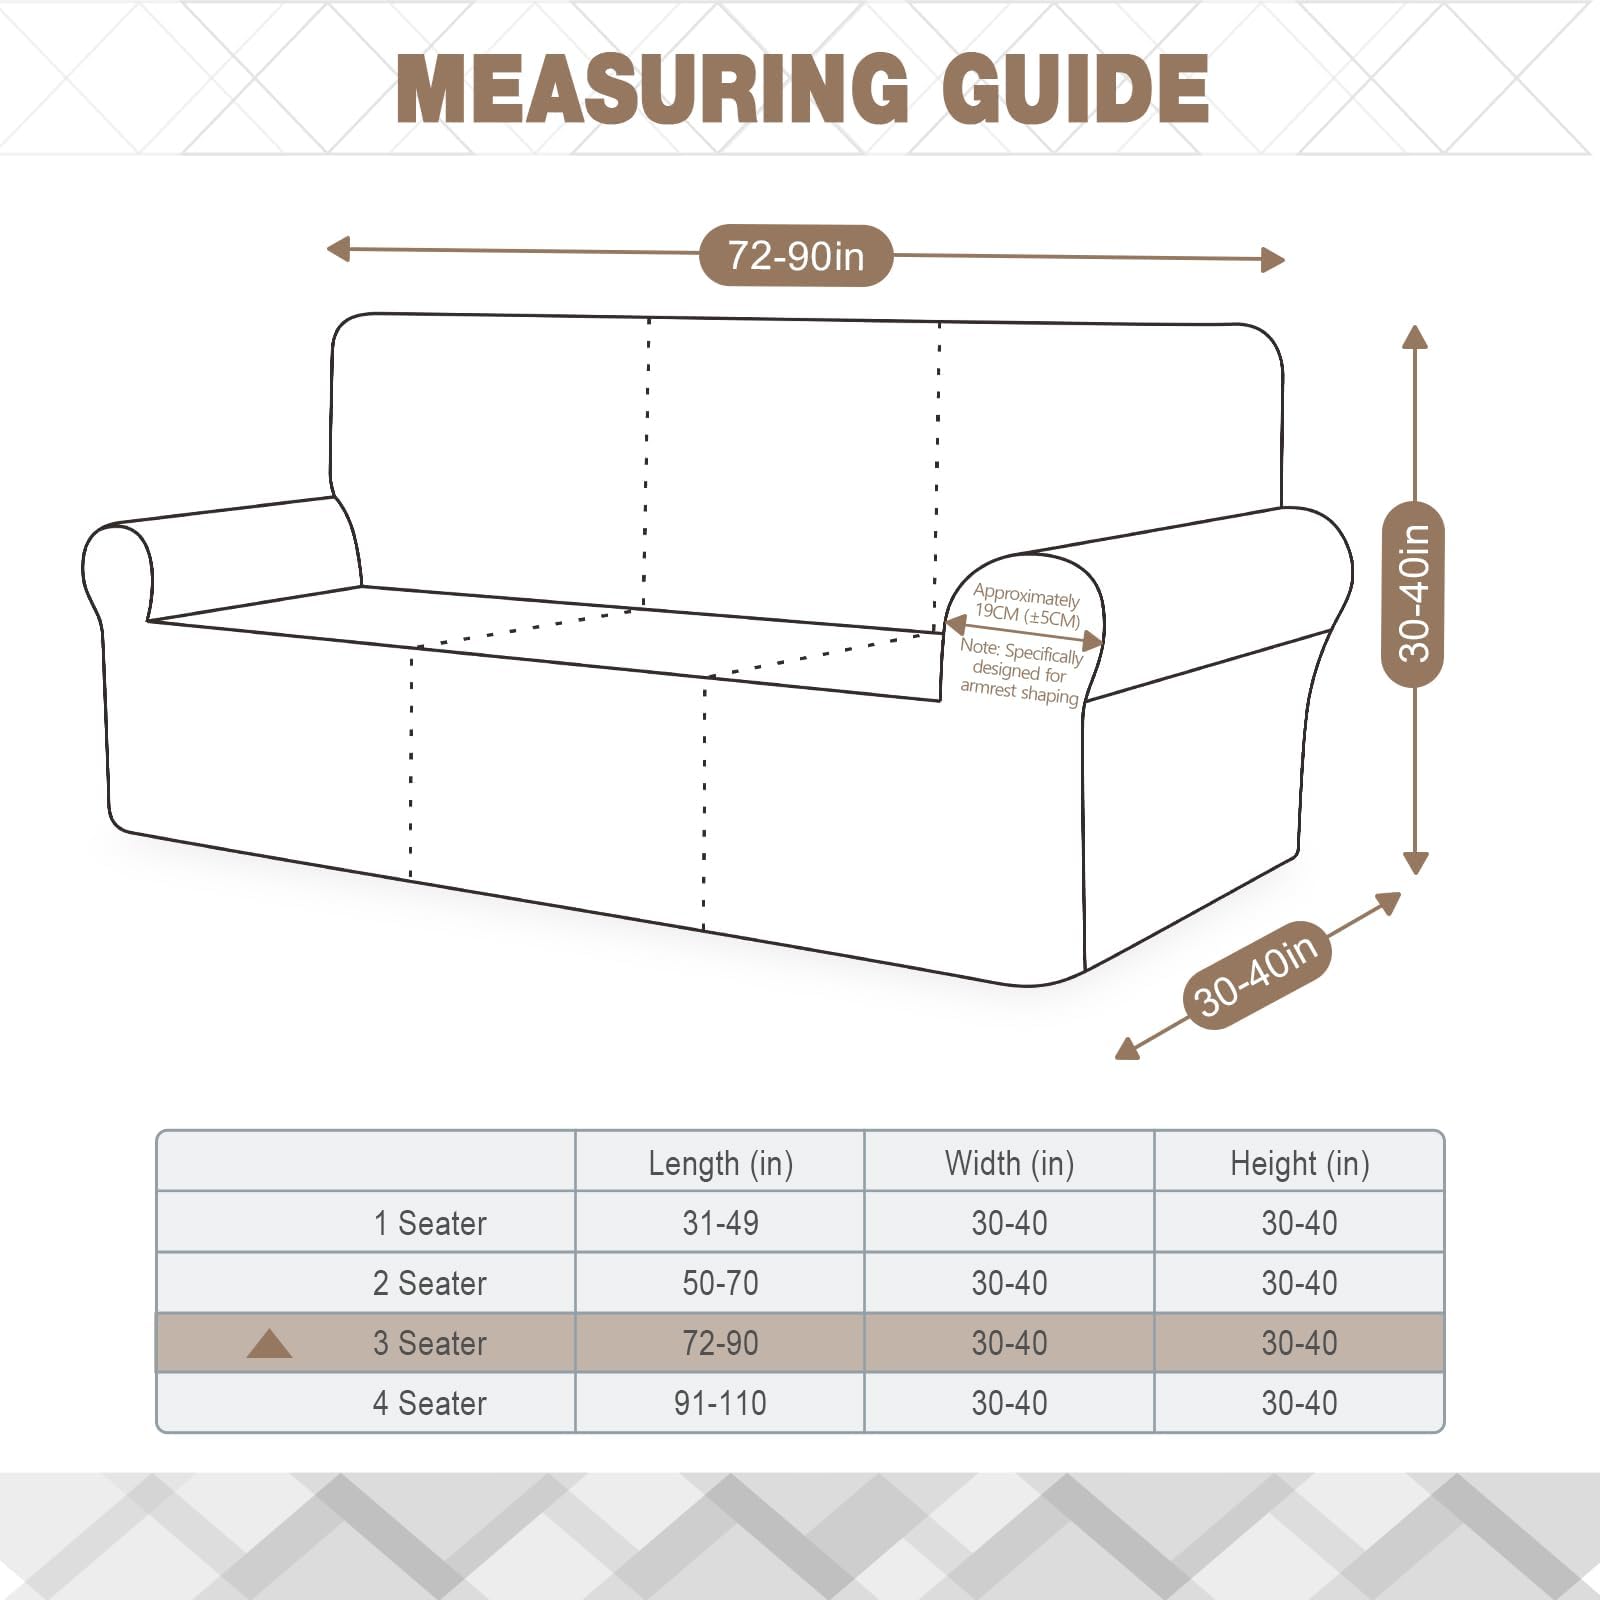 MEASURING GUIDE
72-90in
30-40in
Approximately
19CM (±5CM)
Note: Specifically
designed for
armrest shaping
30-40in
Length (in) Width (in) Height (in)
1 Seater 31-49 30-40 30-40
2 Seater 50-70 30-40 30-40
3 Seater 72-90 30-40 30-40
4 Seater 91-110 30-40 30-40